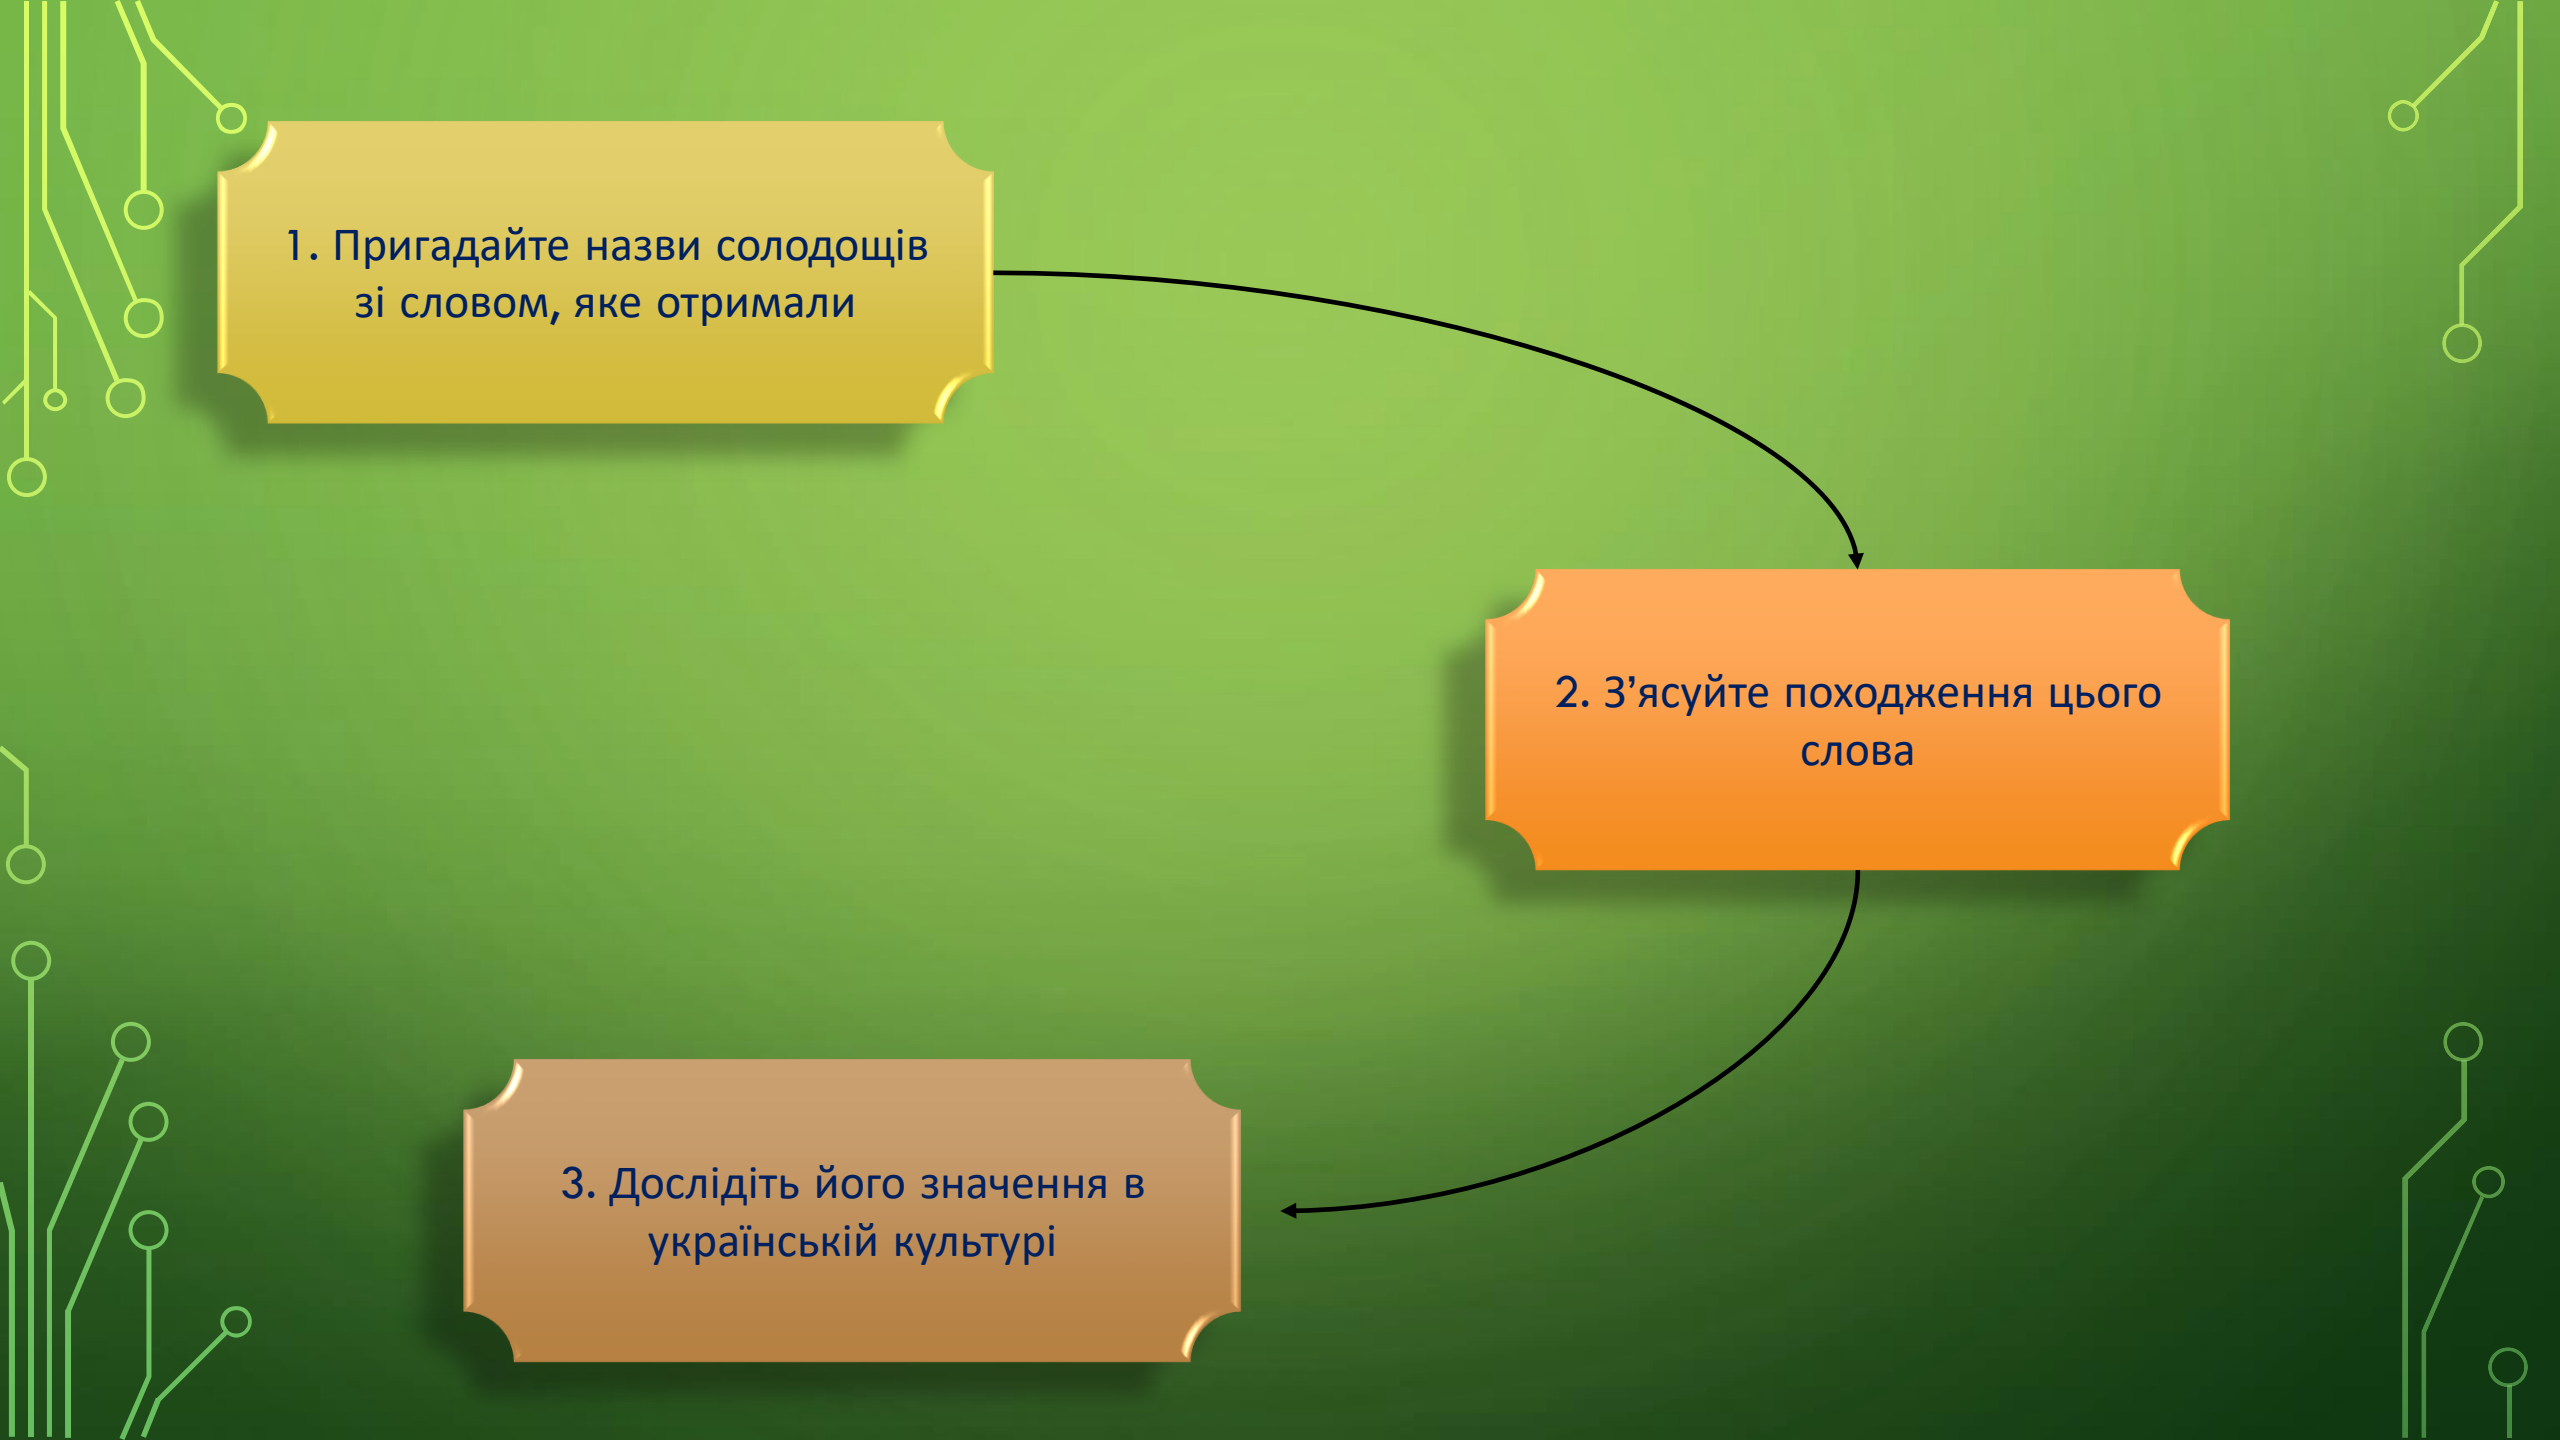 1. Пригадайте назви солодощів
зі словом, яке отримали
2. З’ясуйте походження цього
слова
3. Дослідіть його значення в
українській культурі